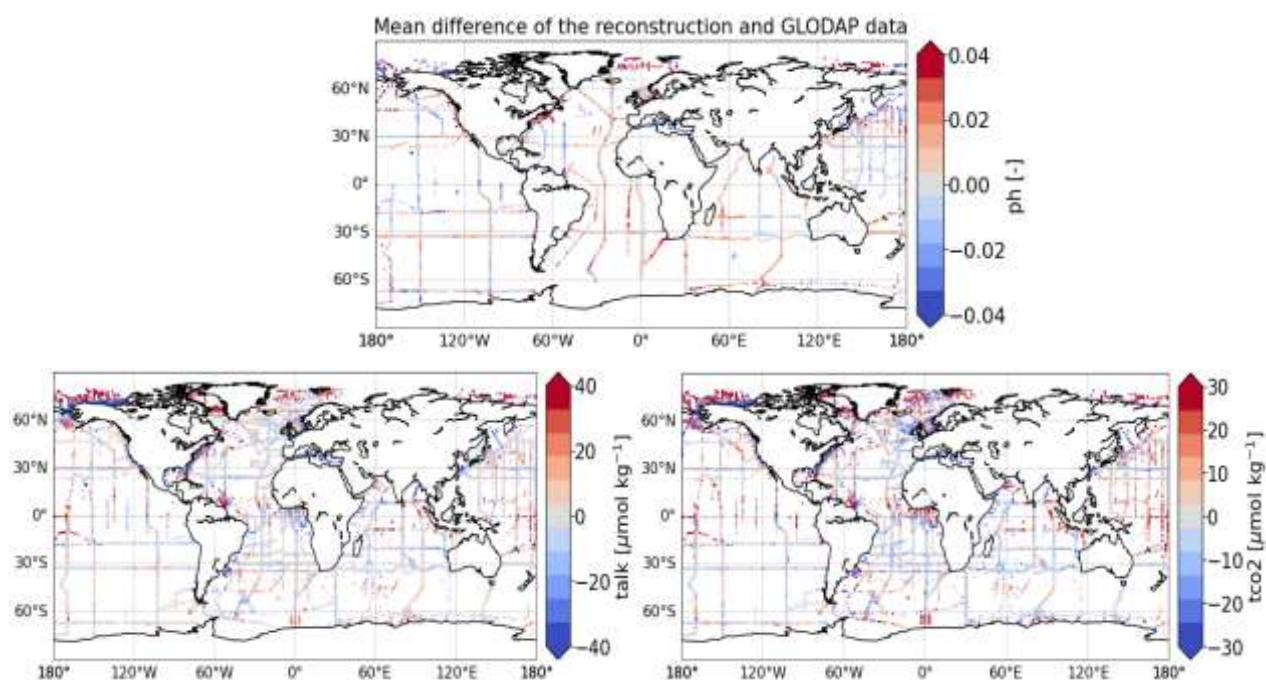 Mean difference of the reconstruction and GLODAP data
60°N
30°N
0°
30°S
60°S
180°
120°W
60°W
0°
60°E
120°E
180°
0.04
0.02
0.00
−0.02
−0.04
ph [-]
60°N
30°N
0°
30°S
60°S
180°
120°W
60°W
0°
60°E
120°E
180°
40
20
0
−20
−40
talk [µmol kg⁻¹]
60°N
30°N
0°
30°S
60°S
180°
120°W
60°W
0°
60°E
120°E
180°
30
20
10
0
−10
−20
−30
tco2 [µmol kg⁻¹]